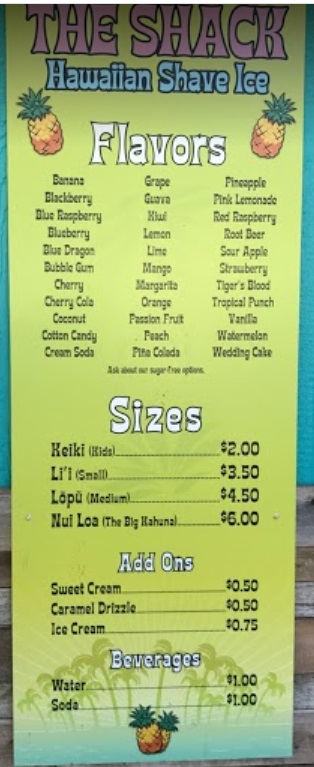 THE SHACK
Hawaiian Shave Ice
Flavors
Banana Grape Pineapple
Blackberry Guava Pink Lemonade
Blue Raspberry Kiwi Red Raspberry
Blueberry Lemon Root Beer
Blue Dragon Lime Sour Apple
Bubble Gum Mango Strawberry
Cherry Margarita Tiger's Blood
Cherry Cola Orange Tropical Punch
Coconut Passion Fruit Vanilla
Cotton Candy Peach Watermelon
Cream Soda Piña Colada Wedding Cake
Ask about our sugar-free options.
Sizes
Keiki (Kids) $2.00
Li'i (Small) $3.50
Lōpū (Medium) $4.50
Nui Loa (The Big Kahuna) $6.00
Add Ons
Sweet Cream $0.50
Caramel Drizzle $0.50
Ice Cream $0.75
Beverages
Water $1.00
Soda $1.00